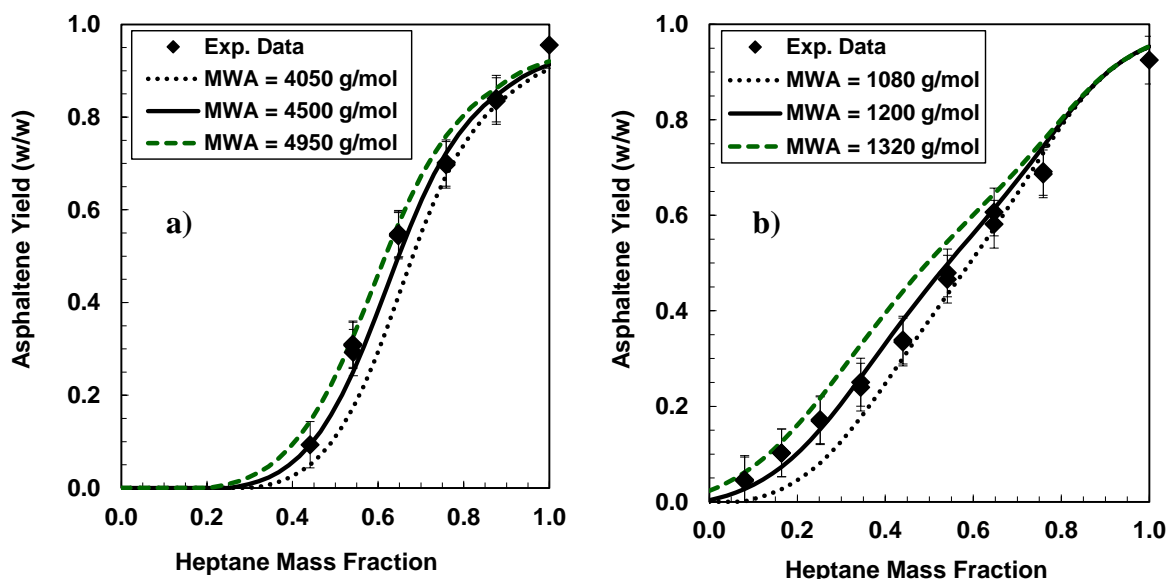 1.0
0.8
0.6
0.4
0.2
0.0
Asphaltene Yield (w/w)
Exp. Data
MWA = 4050 g/mol
MWA = 4500 g/mol
MWA = 4950 g/mol
a)
0.0 0.2 0.4 0.6 0.8 1.0
Heptane Mass Fraction
1.0
0.8
0.6
0.4
0.2
0.0
Asphaltene Yield (w/w)
Exp. Data
MWA = 1080 g/mol
MWA = 1200 g/mol
MWA = 1320 g/mol
b)
0.0 0.2 0.4 0.6 0.8 1.0
Heptane Mass Fraction